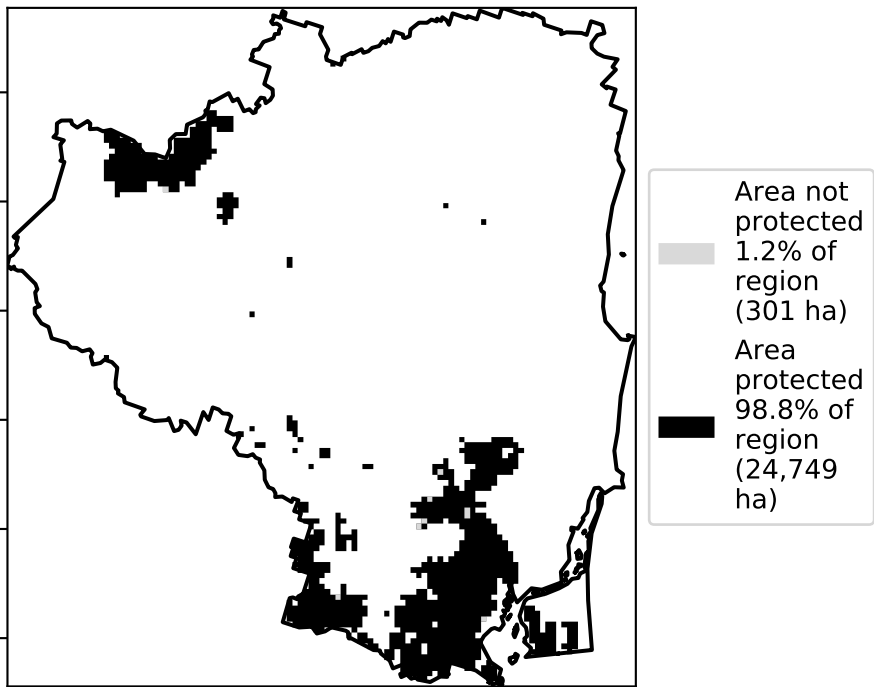 Area not
protected
1.2% of
region
(301 ha)
Area
protected
98.8% of
region
(24,749
ha)